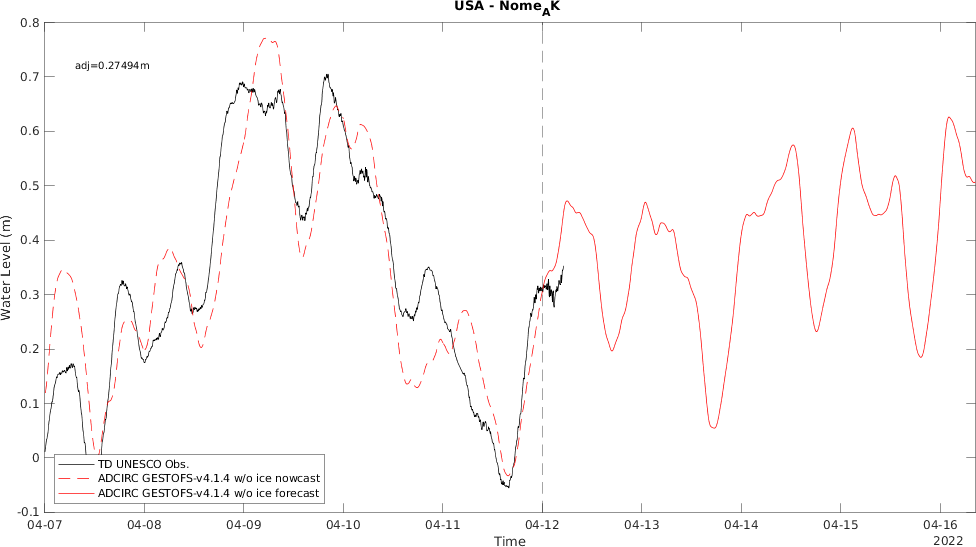 USA - Nome_AK
adj=0.27494m
0.8
0.7
0.6
0.5
0.4
0.3
0.2
0.1
0
-0.1
Water Level (m)
TD UNESCO Obs.
ADCIRC GESTOFS-v4.1.4 w/o ice nowcast
ADCIRC GESTOFS-v4.1.4 w/o ice forecast
04-07 04-08 04-09 04-10 04-11 04-12 04-13 04-14 04-15 04-16
Time
2022